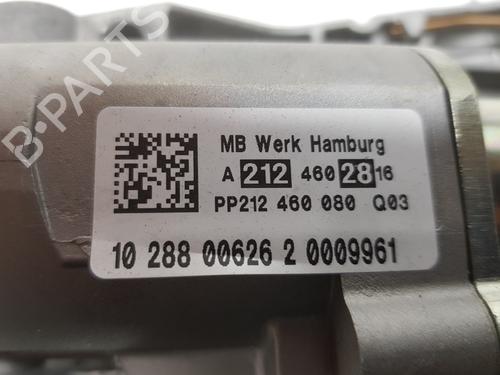 B-PARTS
MB Werk Hamburg
A 212 460 28 16
PP212 460 080 Q03
10 288 00626 2 0009961